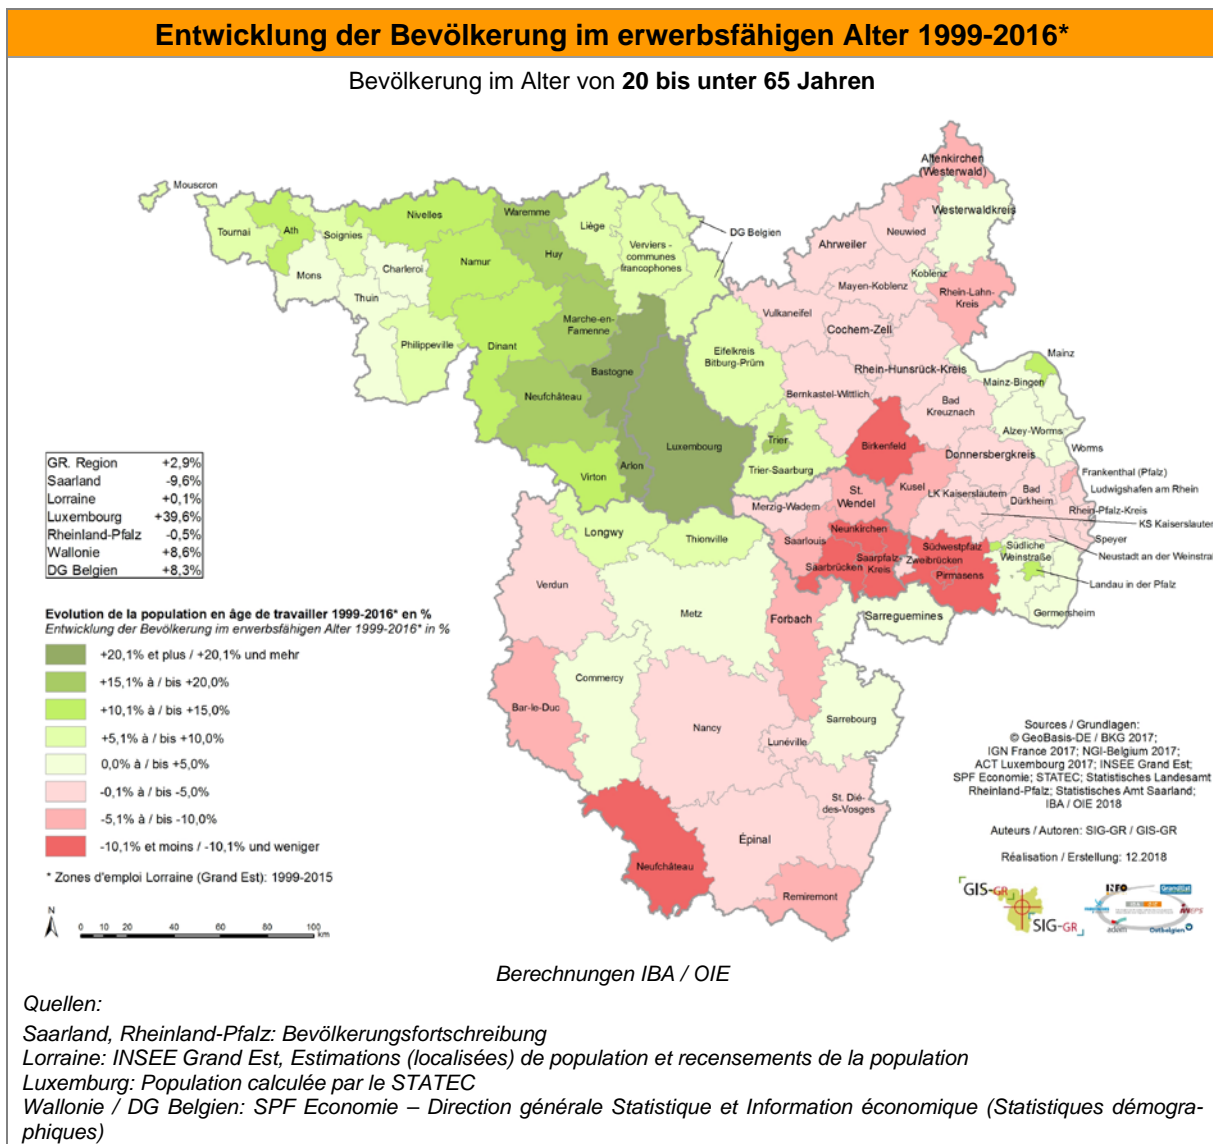 Entwicklung der Bevölkerung im erwerbsfähigen Alter 1999-2016*
Bevölkerung im Alter von 20 bis unter 65 Jahren
Altenkirchen
(Westerwald)
Mouscron
Westerwaldkreis
Nivelles
Waremme
Tournai
Ath
Soignies
Liège
DG Belgien
Neuwied
Ahrweiler
Verviers -
communes
francophones
Huy
Namur
Charleroi
Mons
Koblenz
Mayen-Koblenz
Rhein-Lahn-
Kreis
Thuin
Vulkaneifel
Marche-en-
Famenne
Cochem-Zell
Philippeville
Dinant
Eifelkreis
Bitburg-Prüm
Mainz
Bastogne
Rhein-Hunsrück-Kreis
Mainz-Bingen
Neufchâteau
Bernkastel-Wittlich
Bad
Kreuznach
Alzey-Worms
Trier
Birkenfeld
Luxembourg
Worms
Donnersbergkreis
Arlon
Trier-Saarburg
Frankenthal (Pfalz)
Virton
Kusel
LK Kaiserslautern
Bad
Dürkheim
Ludwigshafen am Rhein
St.
Wendel
Merzig-Wadern
Rhein-Pfalz-Kreis
KS Kaiserslauter
Neunkirchen
Longwy
Thionville
Saarlouis
Speyer
Südwestpfalz
Südliche
Weinstraße
Neustadt an der Weinstraß
Saarbrücken
Saarpfalz-
Kreis
Zweibrücken
Pirmasens
Landau in der Pfalz
Verdun
Metz
Forbach
Sarreguemines
Germersheim
Commercy
Bar-le-Duc
Nancy
Sarrebourg
Lunéville
St. Dié-
des-Vosges
Épinal
Neufchâteau
Remiremont
GR. Region +2,9%
Saarland -9,6%
Lorraine +0,1%
Luxembourg +39,6%
Rheinland-Pfalz -0,5%
Wallonie +8,6%
DG Belgien +8,3%
Evolution de la population en âge de travailler 1999-2016* en %
Entwicklung der Bevölkerung im erwerbsfähigen Alter 1999-2016* in %
+20,1% et plus / +20,1% und mehr
+15,1% à / bis +20,0%
+10,1% à / bis +15,0%
+5,1% à / bis +10,0%
0,0% à / bis +5,0%
-0,1% à / bis -5,0%
-5,1% à / bis -10,0%
-10,1% et moins / -10,1% und weniger
* Zones d'emploi Lorraine (Grand Est): 1999-2015
N
0 10 20 40 60 80 100
km
Sources / Grundlagen:
© GeoBasis-DE / BKG 2017;
IGN France 2017; NGI-Belgium 2017;
ACT Luxembourg 2017; INSEE Grand Est;
SPF Economie; STATEC; Statistisches Landesamt
Rheinland-Pfalz; Statistisches Amt Saarland;
IBA / OIE 2018
Auteurs / Autoren: SIG-GR / GIS-GR
Réalisation / Erstellung: 12.2018
GIS-GR
SIG-GR
INFO
GrandEst
IBA OIE
adem
Ostbelgien
Berechnungen IBA / OIE
Quellen:
Saarland, Rheinland-Pfalz: Bevölkerungsfortschreibung
Lorraine: INSEE Grand Est, Estimations (localisées) de population et recensements de la population
Luxemburg: Population calculée par le STATEC
Wallonie / DG Belgien: SPF Economie – Direction générale Statistique et Information économique (Statistiques démogra-
phiques)